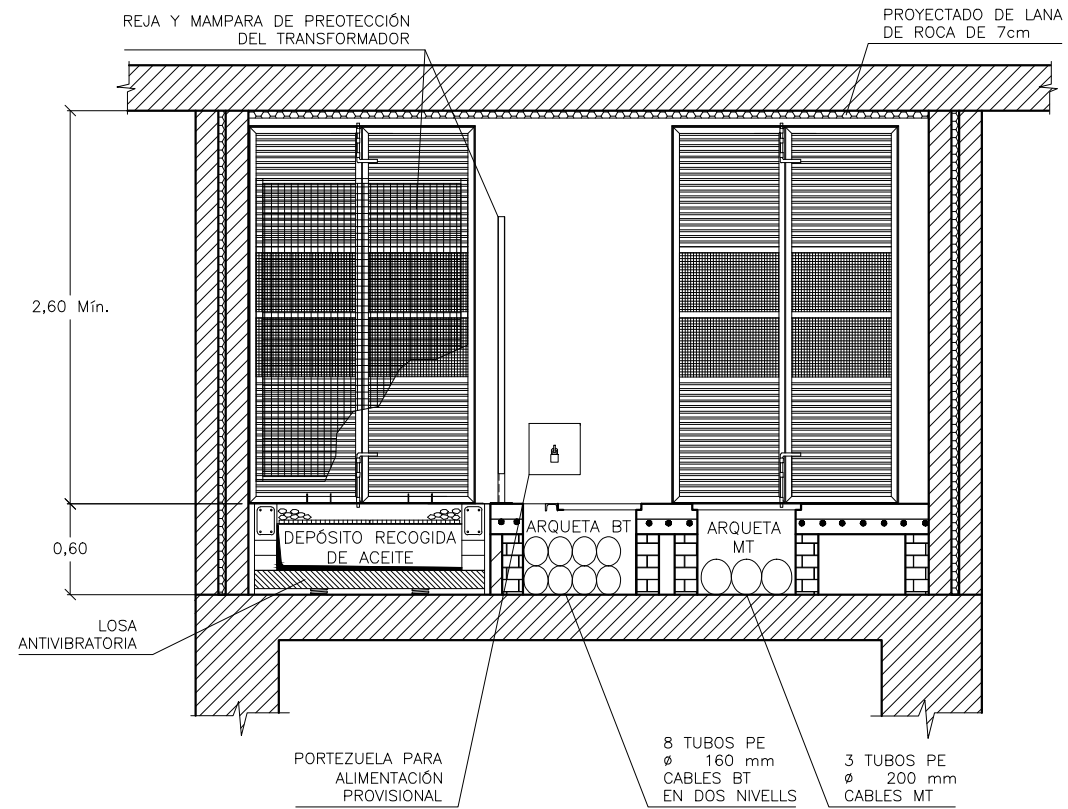 REJA Y MAMPARA DE PREOTECCIÓN
DEL TRANSFORMADOR
PROYECTADO DE LANA
DE ROCA DE 7cm
2,60 Mín.
0,60
DEPÓSITO RECOGIDA
DE ACEITE
ARQUETA BT
ARQUETA
MT
LOSA
ANTIVIBRATORIA
PORTEZUELA PARA
ALIMENTACIÓN
PROVISIONAL
8 TUBOS PE
ø 160 mm
CABLES BT
EN DOS NIVELLS
3 TUBOS PE
ø 200 mm
CABLES MT